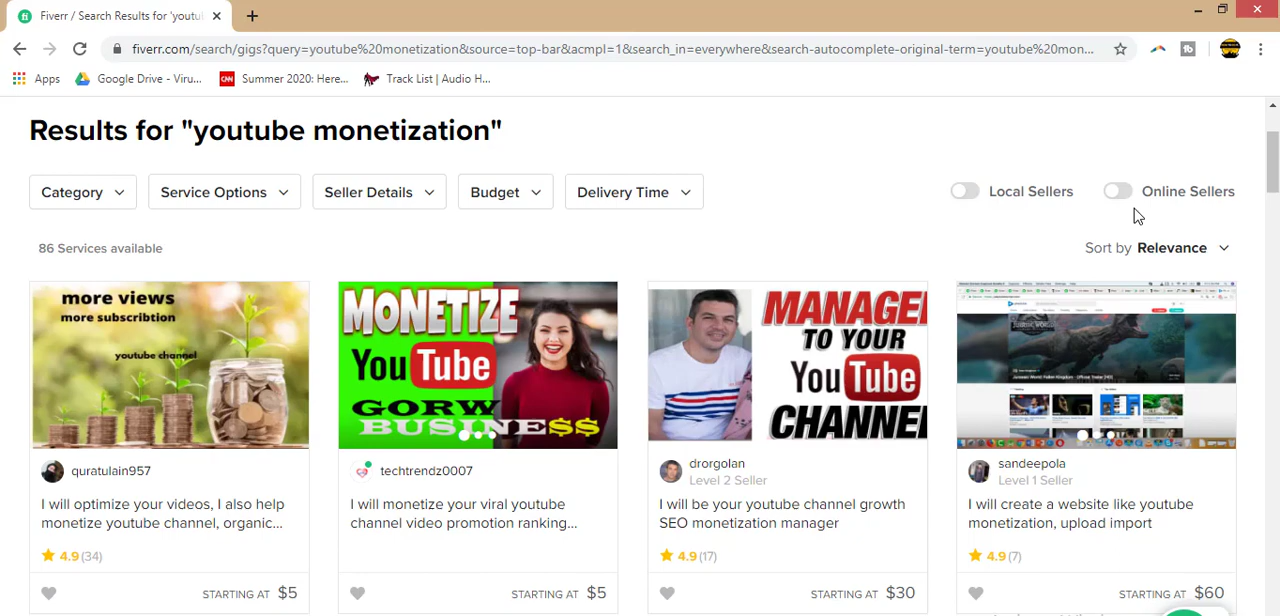 Fiverr / Search Results for 'youtu
fiverr.com/search/gigs?query=youtube%20monetization&source=top-bar&acmpl=1&search_in=everywhere&search-autocomplete-original-term=youtube%20mon...
Apps Google Drive - Viru... CNN Summer 2020: Here... Track List | Audio H...
Results for "youtube monetization"
Category Service Options Seller Details Budget Delivery Time Local Sellers Online Sellers
86 Services available Sort by Relevance
more views
more subscribtion
youtube channel
MONETIZE
YouTube
GORW
BUSINE$$
MANAGER
TO YOUR
YouTube
CHANNEL
quratulain957
I will optimize your videos, I also help
monetize youtube channel, organic...
4.9 (34)
STARTING AT $5
techtrendz0007
I will monetize your viral youtube
channel video promotion ranking...
STARTING AT $5
drorgolan
Level 2 Seller
I will be your youtube channel growth
SEO monetization manager
4.9 (17)
STARTING AT $30
sandeepola
Level 1 Seller
I will create a website like youtube
monetization, upload import
4.9 (7)
STARTING AT $60